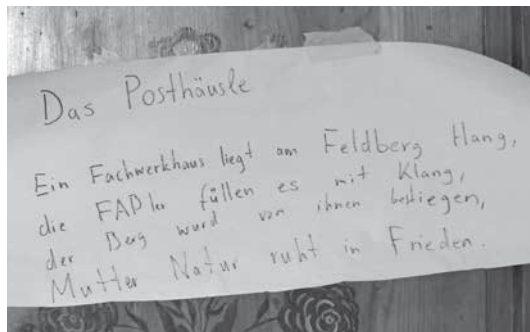 Das Posthäusle
Ein Fachwerkhaus liegt am Feldberg Hang,
die FAPler füllen es mit Klang,
der Berg wurd von ihnen bestiegen,
Mutter Natur ruht in Frieden.